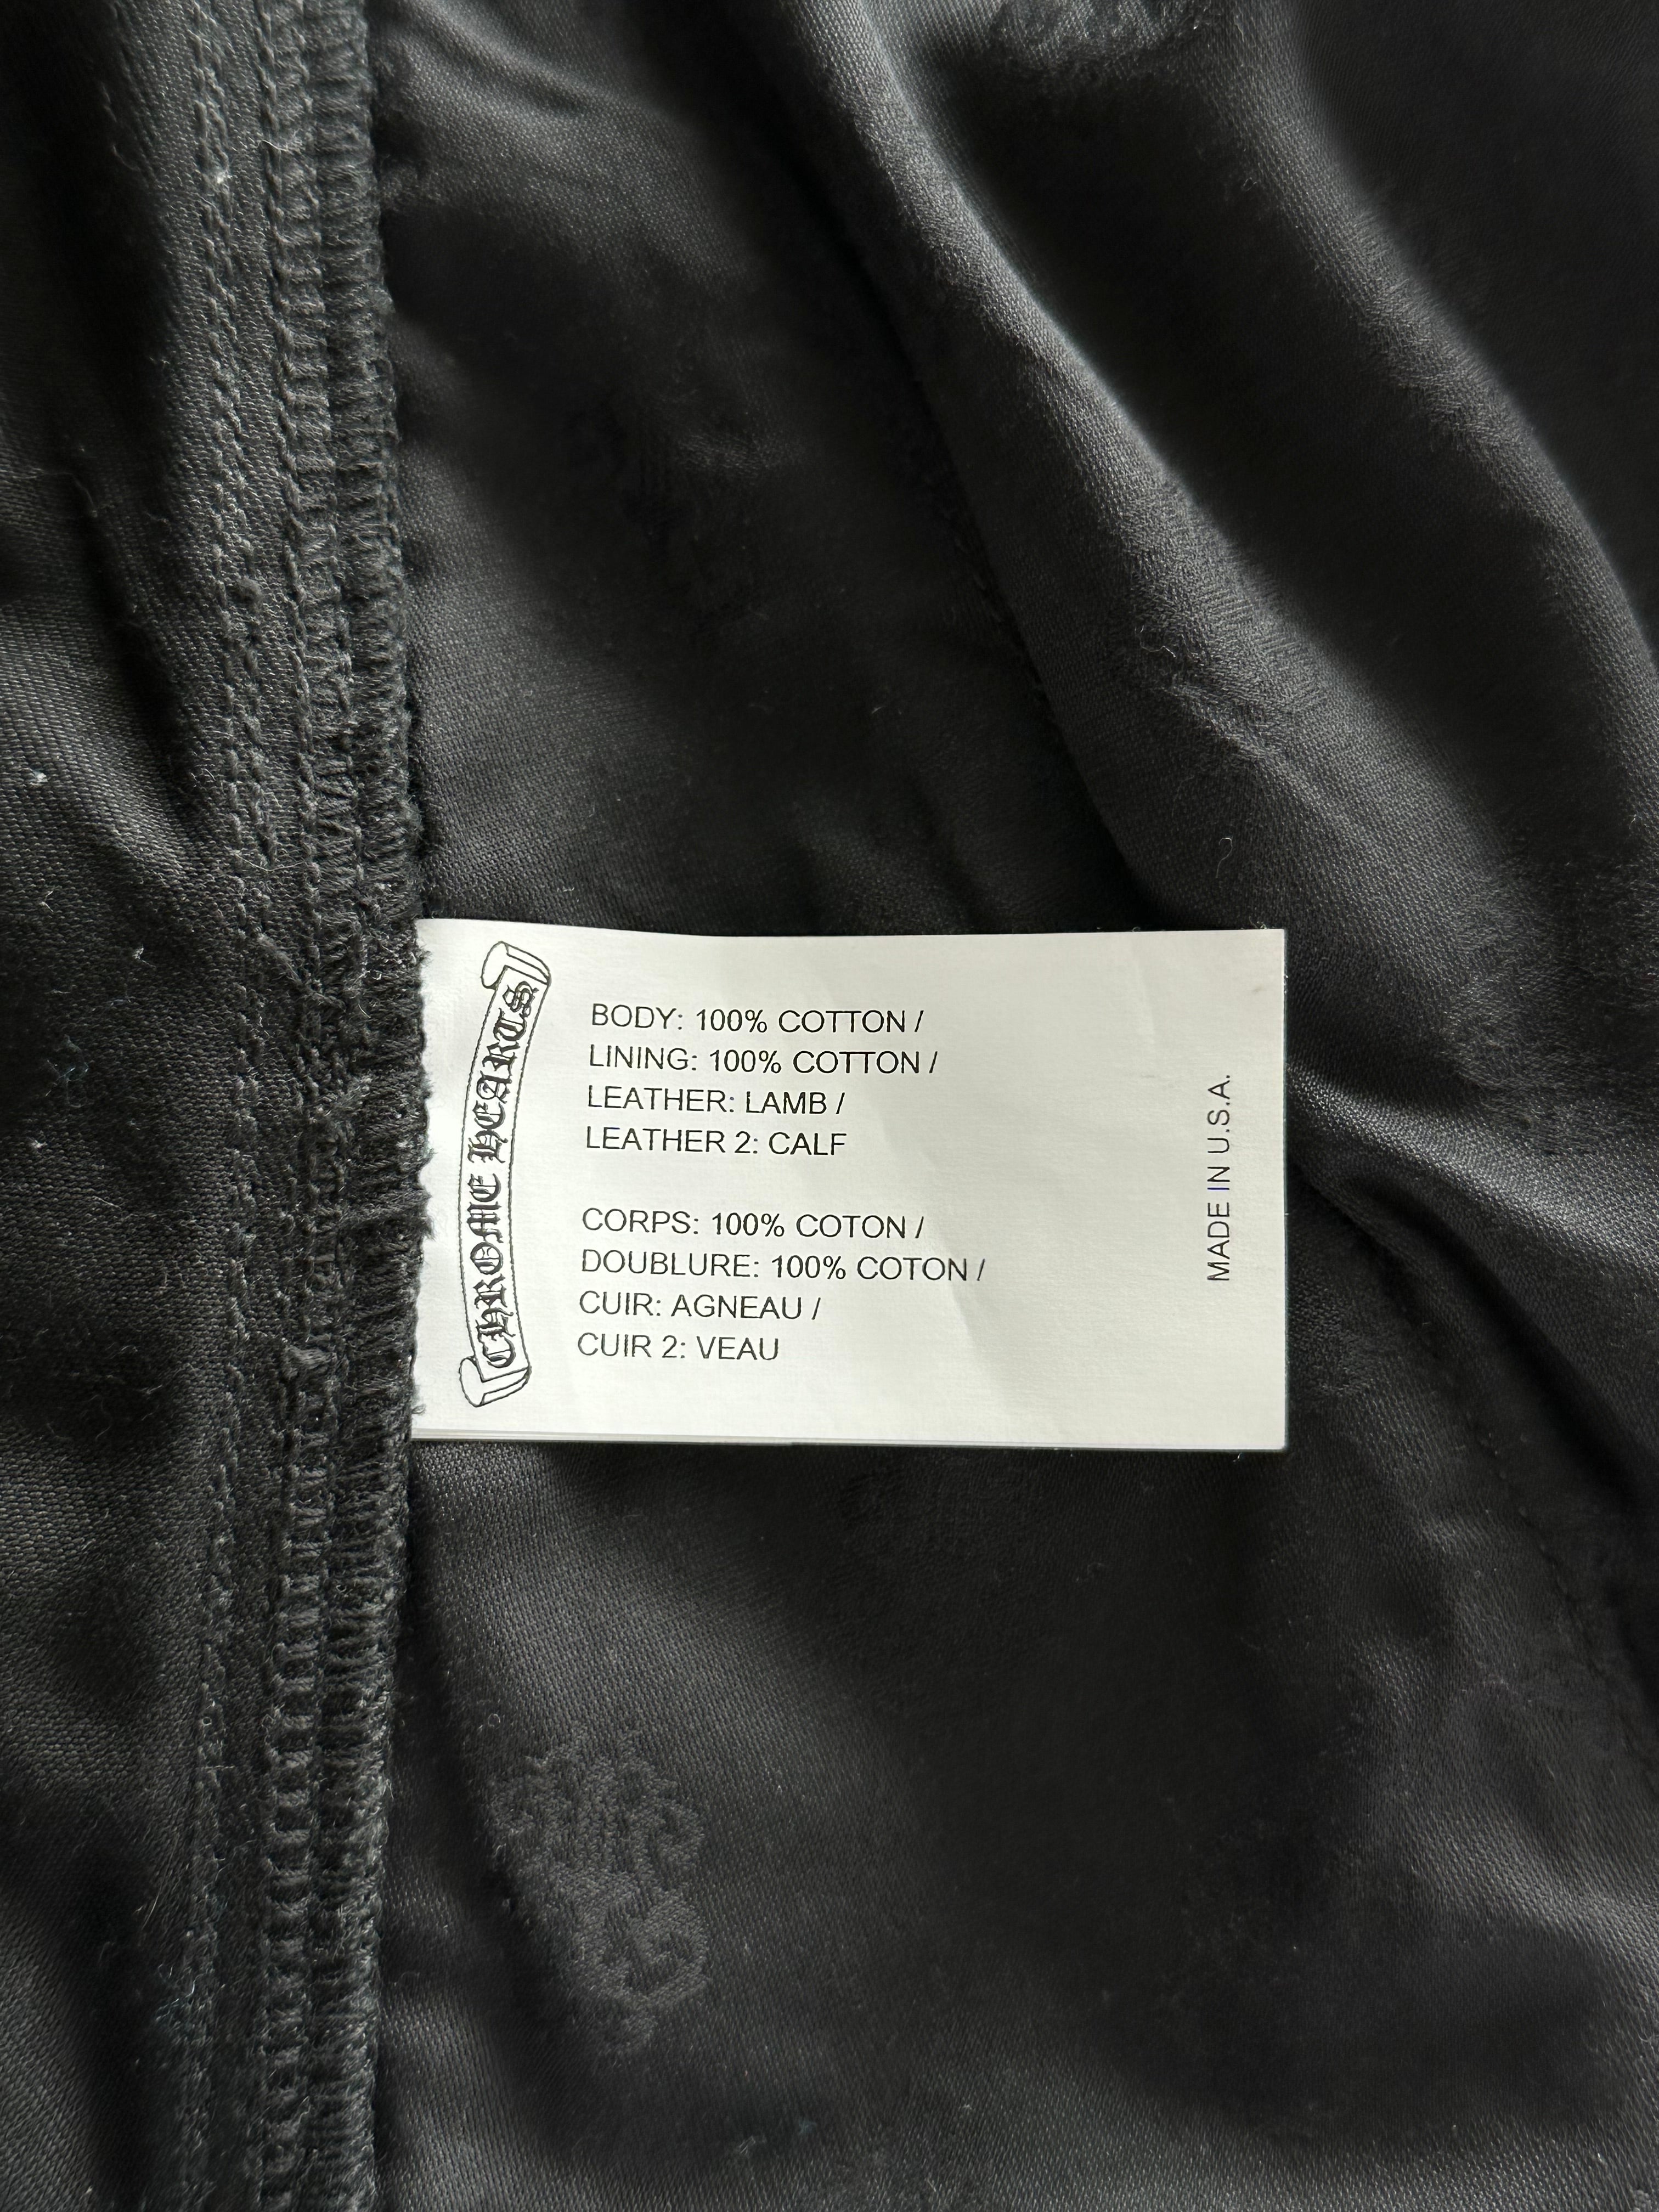 CHROME HEARTS
BODY: 100% COTTON /
LINING: 100% COTTON /
LEATHER: LAMB /
LEATHER 2: CALF
CORPS: 100% COTON /
DOUBLURE: 100% COTON /
CUIR: AGNEAU /
CUIR 2: VEAU
MADE IN U.S.A.